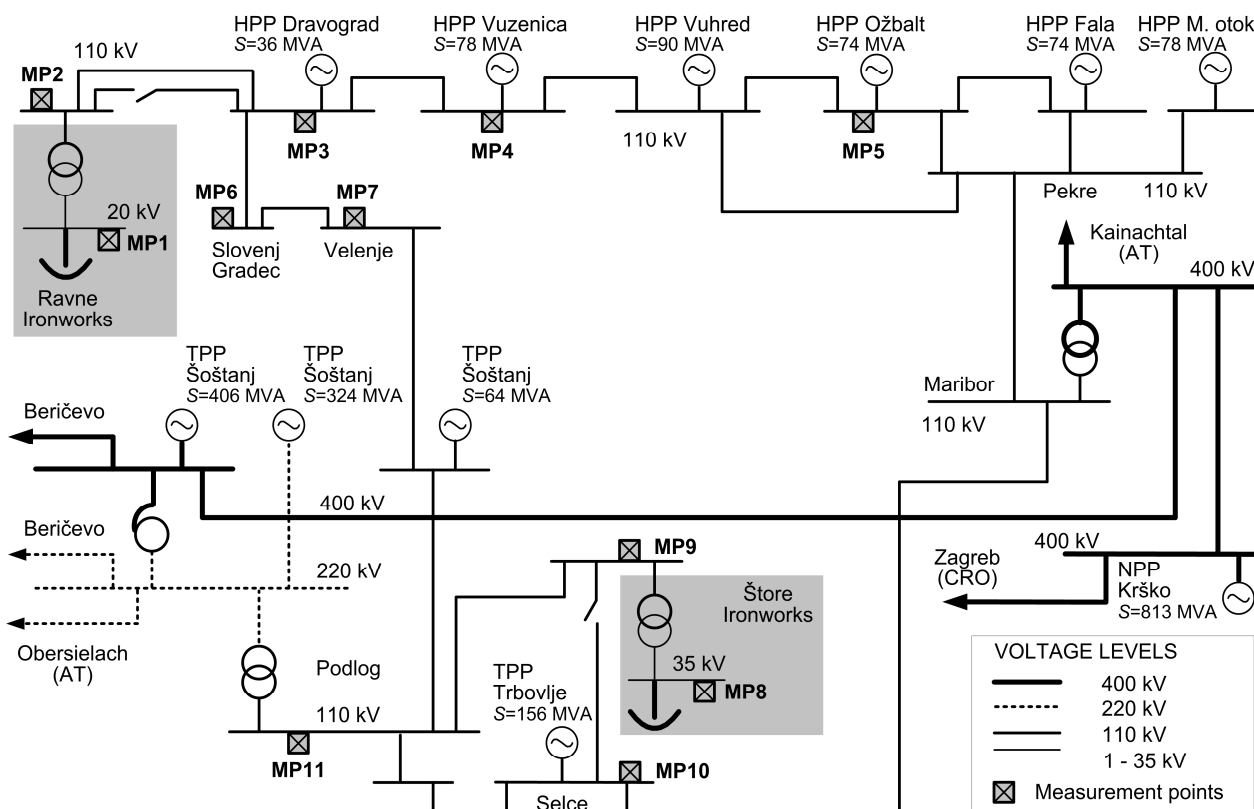 HPP Dravograd
S=36 MVA
HPP Vuzenica
S=78 MVA
HPP Vuhred
S=90 MVA
HPP Ožbalt
S=74 MVA
HPP Fala
S=74 MVA
HPP M. otok
S=78 MVA
110 kV
MP2
MP3
MP4
110 kV
MP5
MP6
MP7
Pekre
110 kV
20 kV
MP1
Slovenj
Gradec
Velenje
Kainachtal
(AT)
400 kV
Ravne
Ironworks
TPP
Šoštanj
S=406 MVA
TPP
Šoštanj
S=324 MVA
TPP
Šoštanj
S=64 MVA
Maribor
110 kV
Beričevo
400 kV
Beričevo
220 kV
MP9
400 kV
Zagreb
(CRO)
NPP
Krško
S=813 MVA
Štore
Ironworks
Obersielach
(AT)
Podlog
110 kV
35 kV
MP8
TPP
Trbovlje
S=156 MVA
MP11
MP10
Selce
VOLTAGE LEVELS
400 kV
220 kV
110 kV
1 - 35 kV
Measurement points